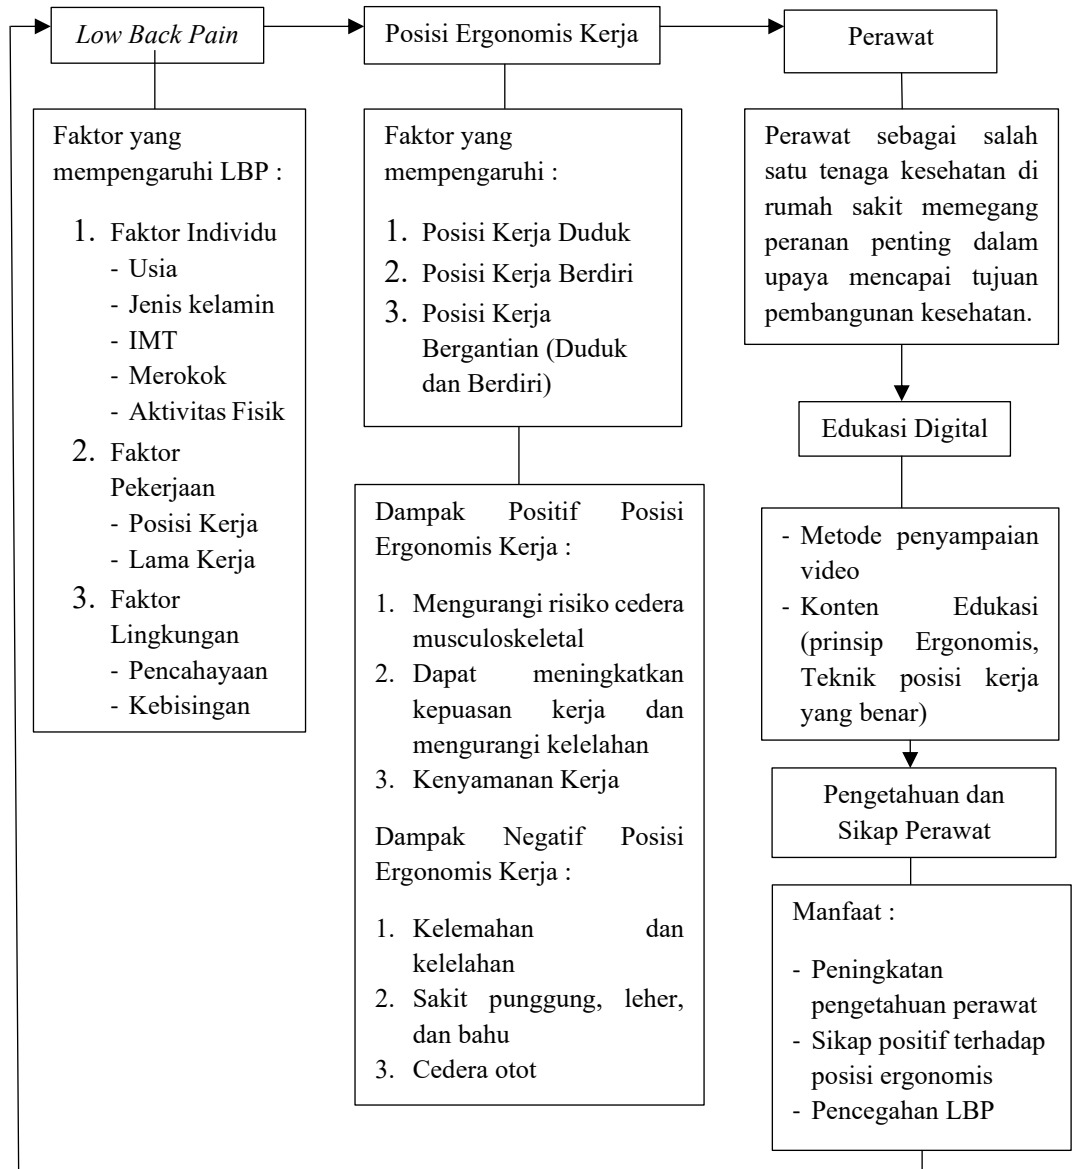 Low Back Pain
Posisi Ergonomis Kerja
Perawat
Faktor yang
mempengaruhi LBP :
1. Faktor Individu
- Usia
- Jenis kelamin
- IMT
- Merokok
- Aktivitas Fisik
2. Faktor
Pekerjaan
- Posisi Kerja
- Lama Kerja
3. Faktor
Lingkungan
- Pencahayaan
- Kebisingan
Faktor yang
mempengaruhi :
1. Posisi Kerja Duduk
2. Posisi Kerja Berdiri
3. Posisi Kerja
Bergantian (Duduk
dan Berdiri)
Dampak Positif Posisi
Ergonomis Kerja :
1. Mengurangi risiko cedera
musculoskeletal
2. Dapat meningkatkan
kepuasan kerja dan
mengurangi kelelahan
3. Kenyamanan Kerja
Dampak Negatif Posisi
Ergonomis Kerja :
1. Kelemahan dan
kelelahan
2. Sakit punggung, leher,
dan bahu
3. Cedera otot
Perawat sebagai salah
satu tenaga kesehatan di
rumah sakit memegang
peranan penting dalam
upaya mencapai tujuan
pembangunan kesehatan.
Edukasi Digital
- Metode penyampaian
video
- Konten Edukasi
(prinsip Ergonomis,
Teknik posisi kerja
yang benar)
Pengetahuan dan
Sikap Perawat
Manfaat :
- Peningkatan
pengetahuan perawat
- Sikap positif terhadap
posisi ergonomis
- Pencegahan LBP